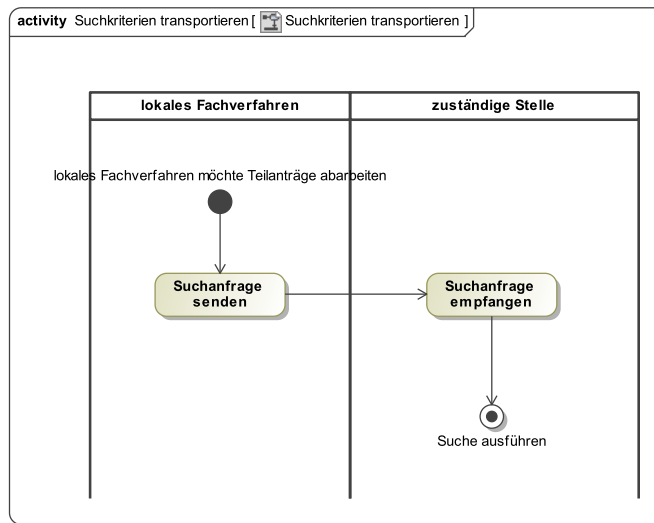 activity Suchkriterien transportieren [ Suchkriterien transportieren ]
lokales Fachverfahren
zuständige Stelle
lokales Fachverfahren möchte Teilanträge abarbeiten
Suchanfrage
senden
Suchanfrage
empfangen
Suche ausführen